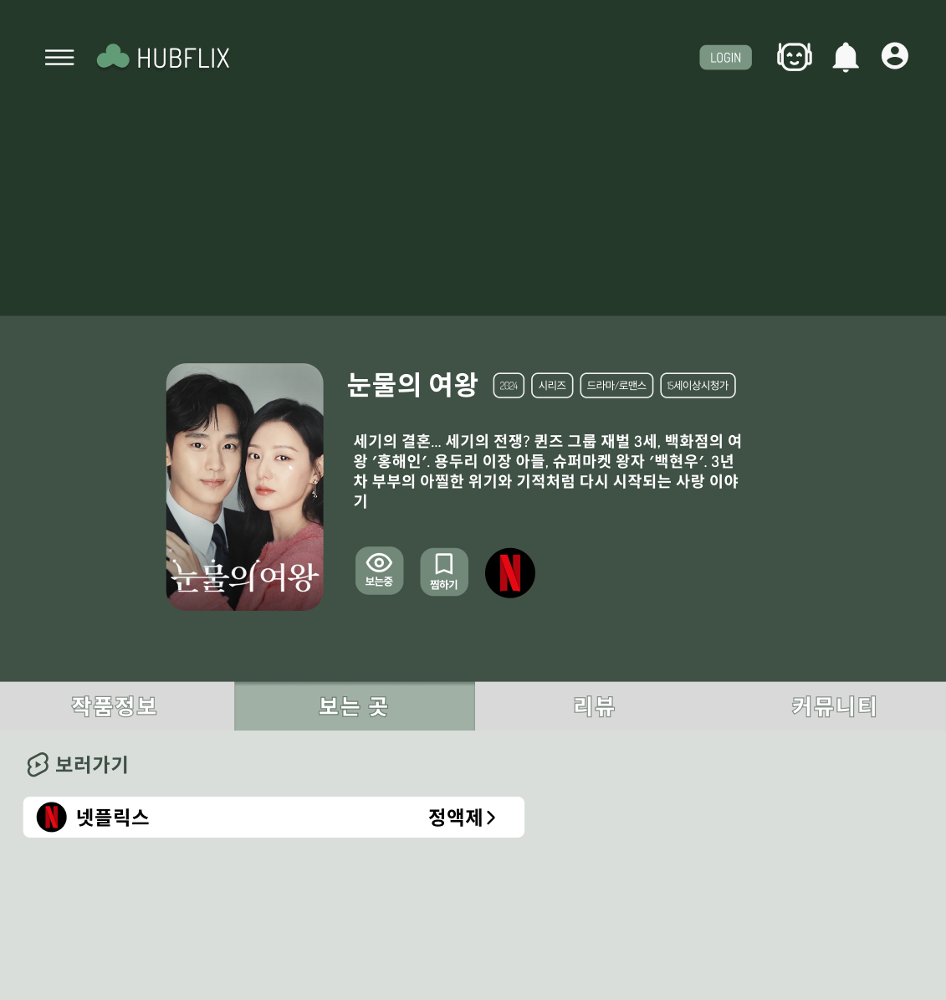 HUBFLIX
LOGIN
눈물의 여왕
2024
시리즈
드라마/로맨스
15세이상시청가
세기의 결혼... 세기의 전쟁? 퀸즈 그룹 재벌 3세, 백화점의 여
왕 ‘홍해인’. 용두리 이장 아들, 슈퍼마켓 왕자 ‘백현우’. 3년
차 부부의 아찔한 위기와 기적처럼 다시 시작되는 사랑 이야
기
눈물의여왕
보는중
찜하기
N
작품정보
보는 곳
리뷰
커뮤니티
보러가기
N
넷플릭스
정액제